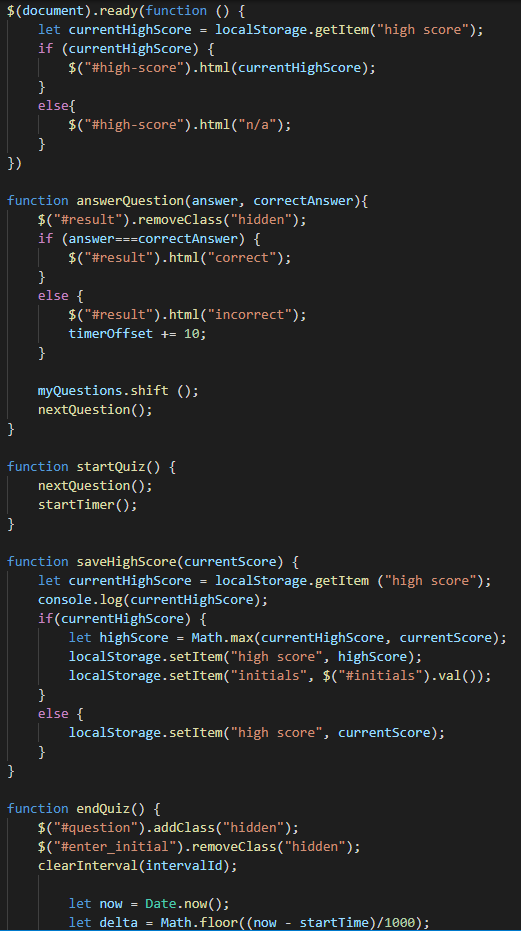 $(document).ready(function () {
    let currentHighScore = localStorage.getItem("high score");
    if (currentHighScore) {
        $("#high-score").html(currentHighScore);
    }
    else{
        $("#high-score").html("n/a");
    }
})

function answerQuestion(answer, correctAnswer){
    $("#result").removeClass("hidden");
    if (answer===correctAnswer) {
        $("#result").html("correct");
    }
    else {
        $("#result").html("incorrect");
        timerOffset += 10;
    }

    myQuestions.shift ();
    nextQuestion();
}

function startQuiz() {
    nextQuestion();
    startTimer();
}

function saveHighScore(currentScore) {
    let currentHighScore = localStorage.getItem ("high score");
    console.log(currentHighScore);
    if(currentHighScore) {
        let highScore = Math.max(currentHighScore, currentScore);
        localStorage.setItem("high score", highScore);
        localStorage.setItem("initials", $("#initials").val());
    }
    else {
        localStorage.setItem("high score", currentScore);
    }
}

function endQuiz() {
    $("#question").addClass("hidden");
    $("#enter_initial").removeClass("hidden");
    clearInterval(intervalId);

        let now = Date.now();
        let delta = Math.floor((now - startTime)/1000);